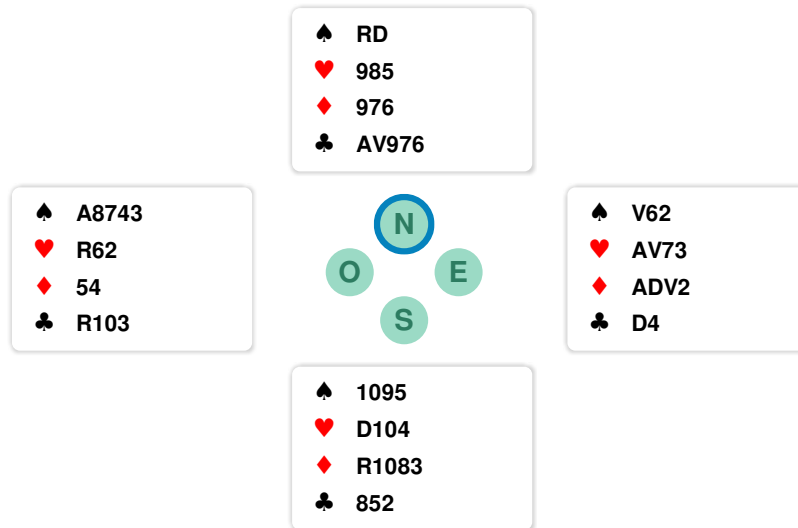 ♠ RD
♥ 985
♦ 976
♣ AV976
♠ A8743
♥ R62
♦ 54
♣ R103
N
O E
S
♠ V62
♥ AV73
♦ ADV2
♣ D4
♠ 1095
♥ D104
♦ R1083
♣ 852